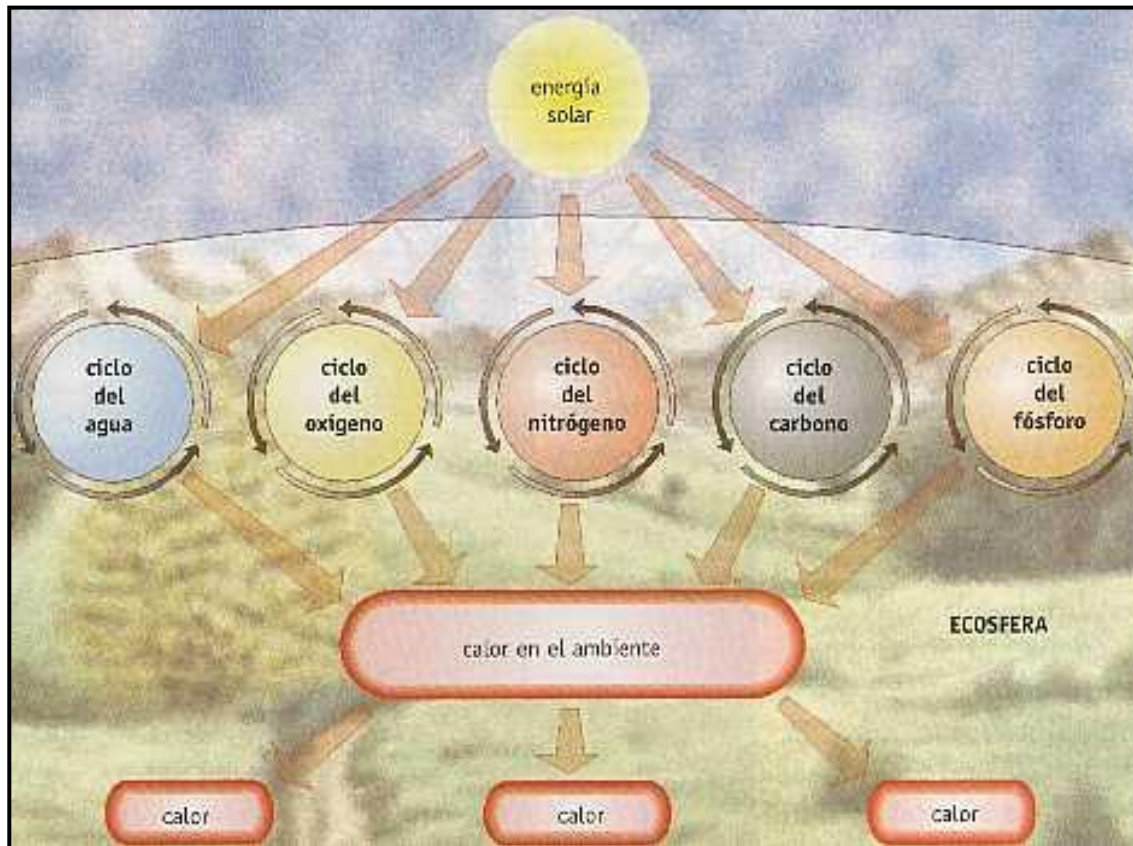 energía
solar
ciclo
del
agua
ciclo
del
oxígeno
ciclo
del
nitrógeno
ciclo
del
carbono
ciclo
del
fósforo
calor en el ambiente
ECOSFERA
calor
calor
calor